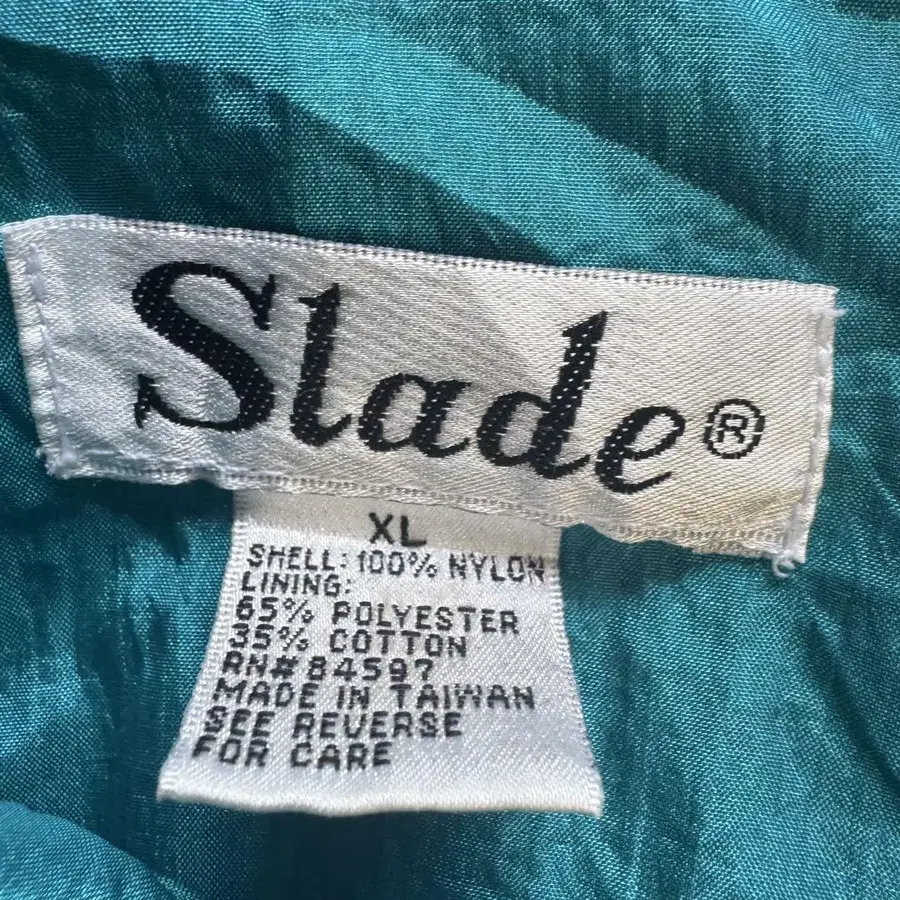 Slade®
XL
SHELL: 100% NYLON
LINING:
65% POLYESTER
35% COTTON
RN# 84597
MADE IN TAIWAN
SEE REVERSE
FOR CARE